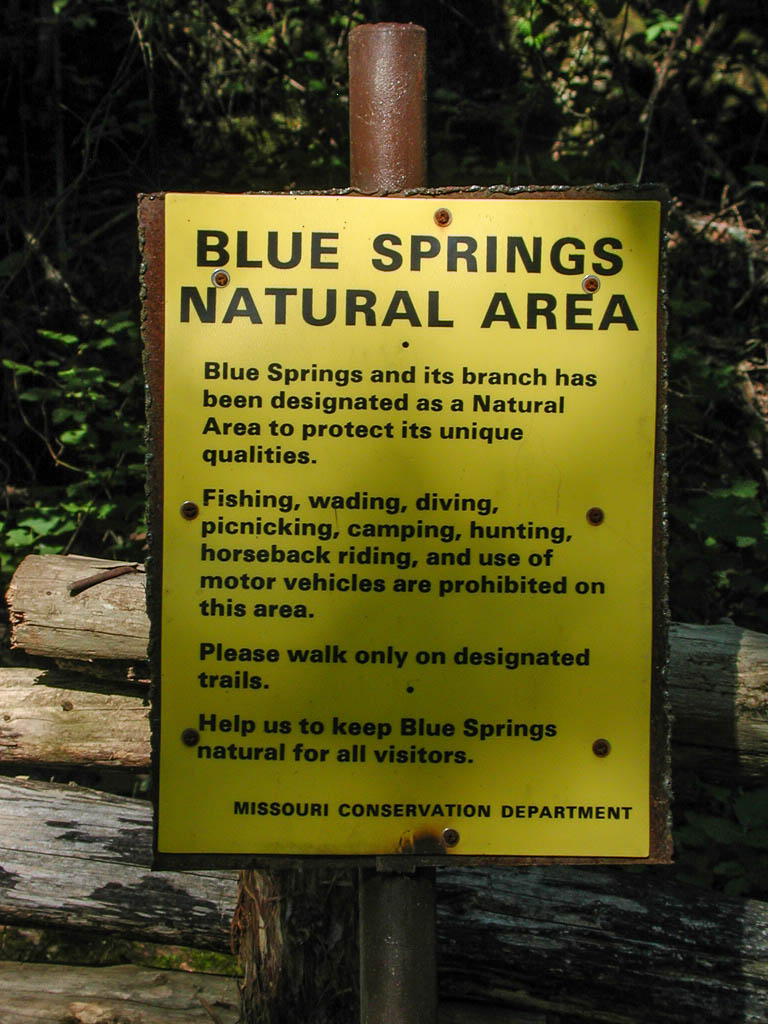 BLUE SPRINGS
NATURAL AREA
Blue Springs and its branch has
been designated as a Natural
Area to protect its unique
qualities.
Fishing, wading, diving,
picnicking, camping, hunting,
horseback riding, and use of
motor vehicles are prohibited on
this area.
Please walk only on designated
trails.
Help us to keep Blue Springs
natural for all visitors.
MISSOURI CONSERVATION DEPARTMENT